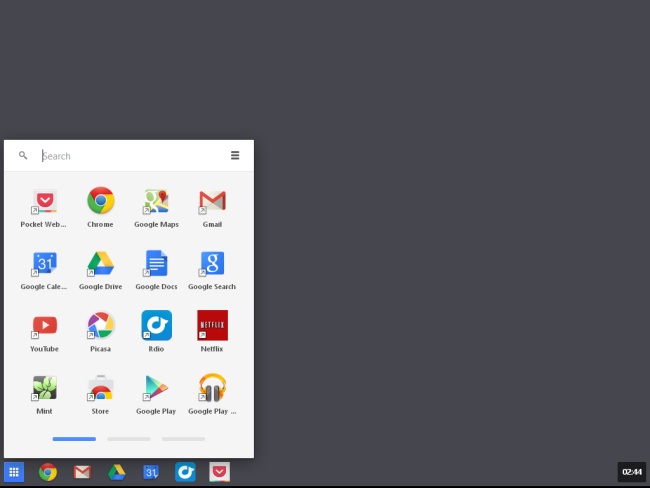 Search
Pocket Web...
Chrome
Google Maps
Gmail
31
Google Cale...
Google Drive
Google Docs
g
Google Search
YouTube
Picasa
Rdio
NETFLIX
Netflix
Mint
Store
Google Play
Google Play ...
31
02:44